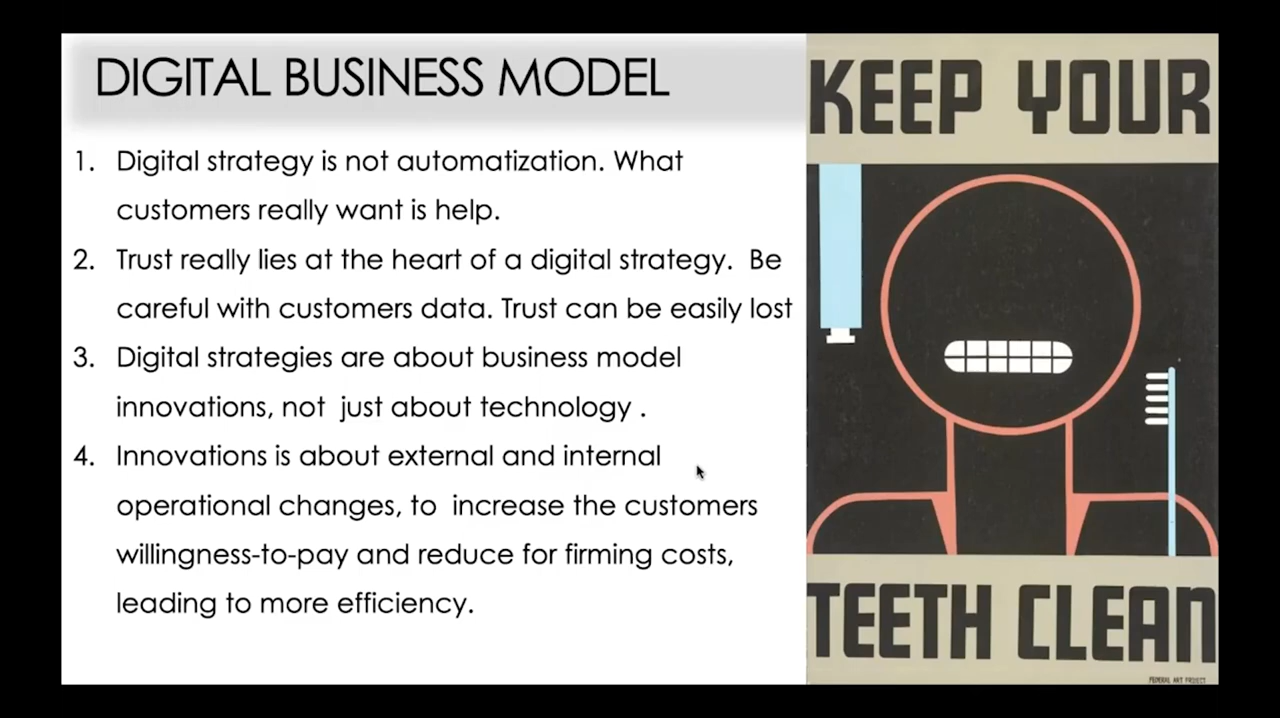 DIGITAL BUSINESS MODEL
1. Digital strategy is not automatization. What
customers really want is help.
2. Trust really lies at the heart of a digital strategy.  Be
careful with customers data. Trust can be easily lost
3. Digital strategies are about business model
innovations, not  just about technology .
4. Innovations is about external and internal
operational changes, to  increase the customers
willingness-to-pay and reduce for firming costs,
leading to more efficiency.
KEEP YOUR
TEETH CLEAN
FEDERAL ART PROJECT